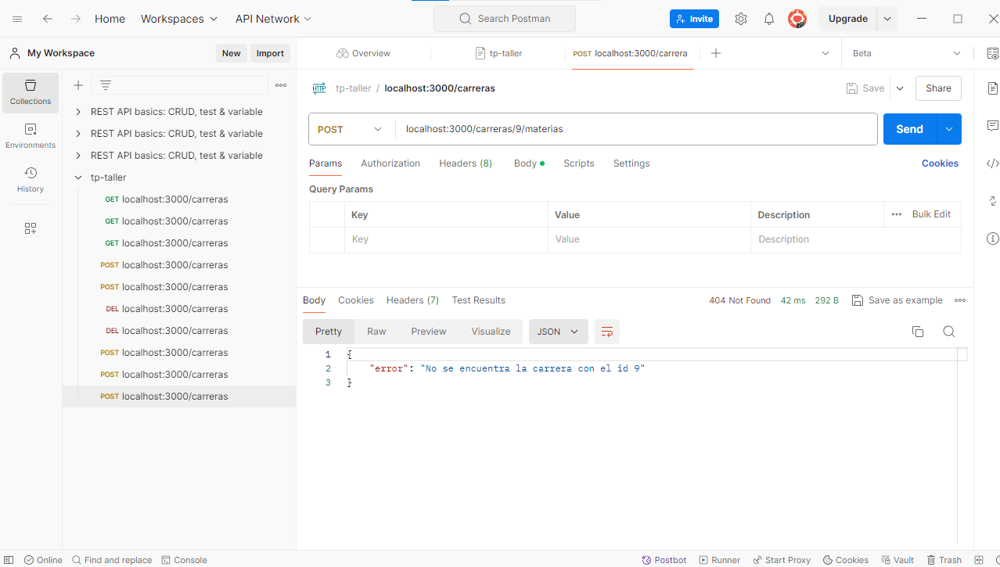 Home Workspaces API Network Search Postman Invite Upgrade
My Workspace New Import Overview tp-taller POST localhost:3000/carrera Beta
Collections
Environments
History
REST API basics: CRUD, test & variable
REST API basics: CRUD, test & variable
REST API basics: CRUD, test & variable
tp-taller
GET localhost:3000/carreras
GET localhost:3000/carreras
GET localhost:3000/carreras
POST localhost:3000/carreras
POST localhost:3000/carreras
DEL localhost:3000/carreras
DEL localhost:3000/carreras
POST localhost:3000/carreras
POST localhost:3000/carreras
POST localhost:3000/carreras
HTTP tp-taller / localhost:3000/carreras Save Share
POST localhost:3000/carreras/9/materias Send
Params Authorization Headers (8) Body Scripts Settings Cookies
Query Params
Key Value Description Bulk Edit
Key Value Description
Body Cookies Headers (7) Test Results 404 Not Found 42 ms 292 B Save as example
Pretty Raw Preview Visualize JSON
1 {
2 "error": "No se encuentra la carrera con el id 9"
3 }
Online Find and replace Console Postbot Runner Start Proxy Cookies Vault Trash